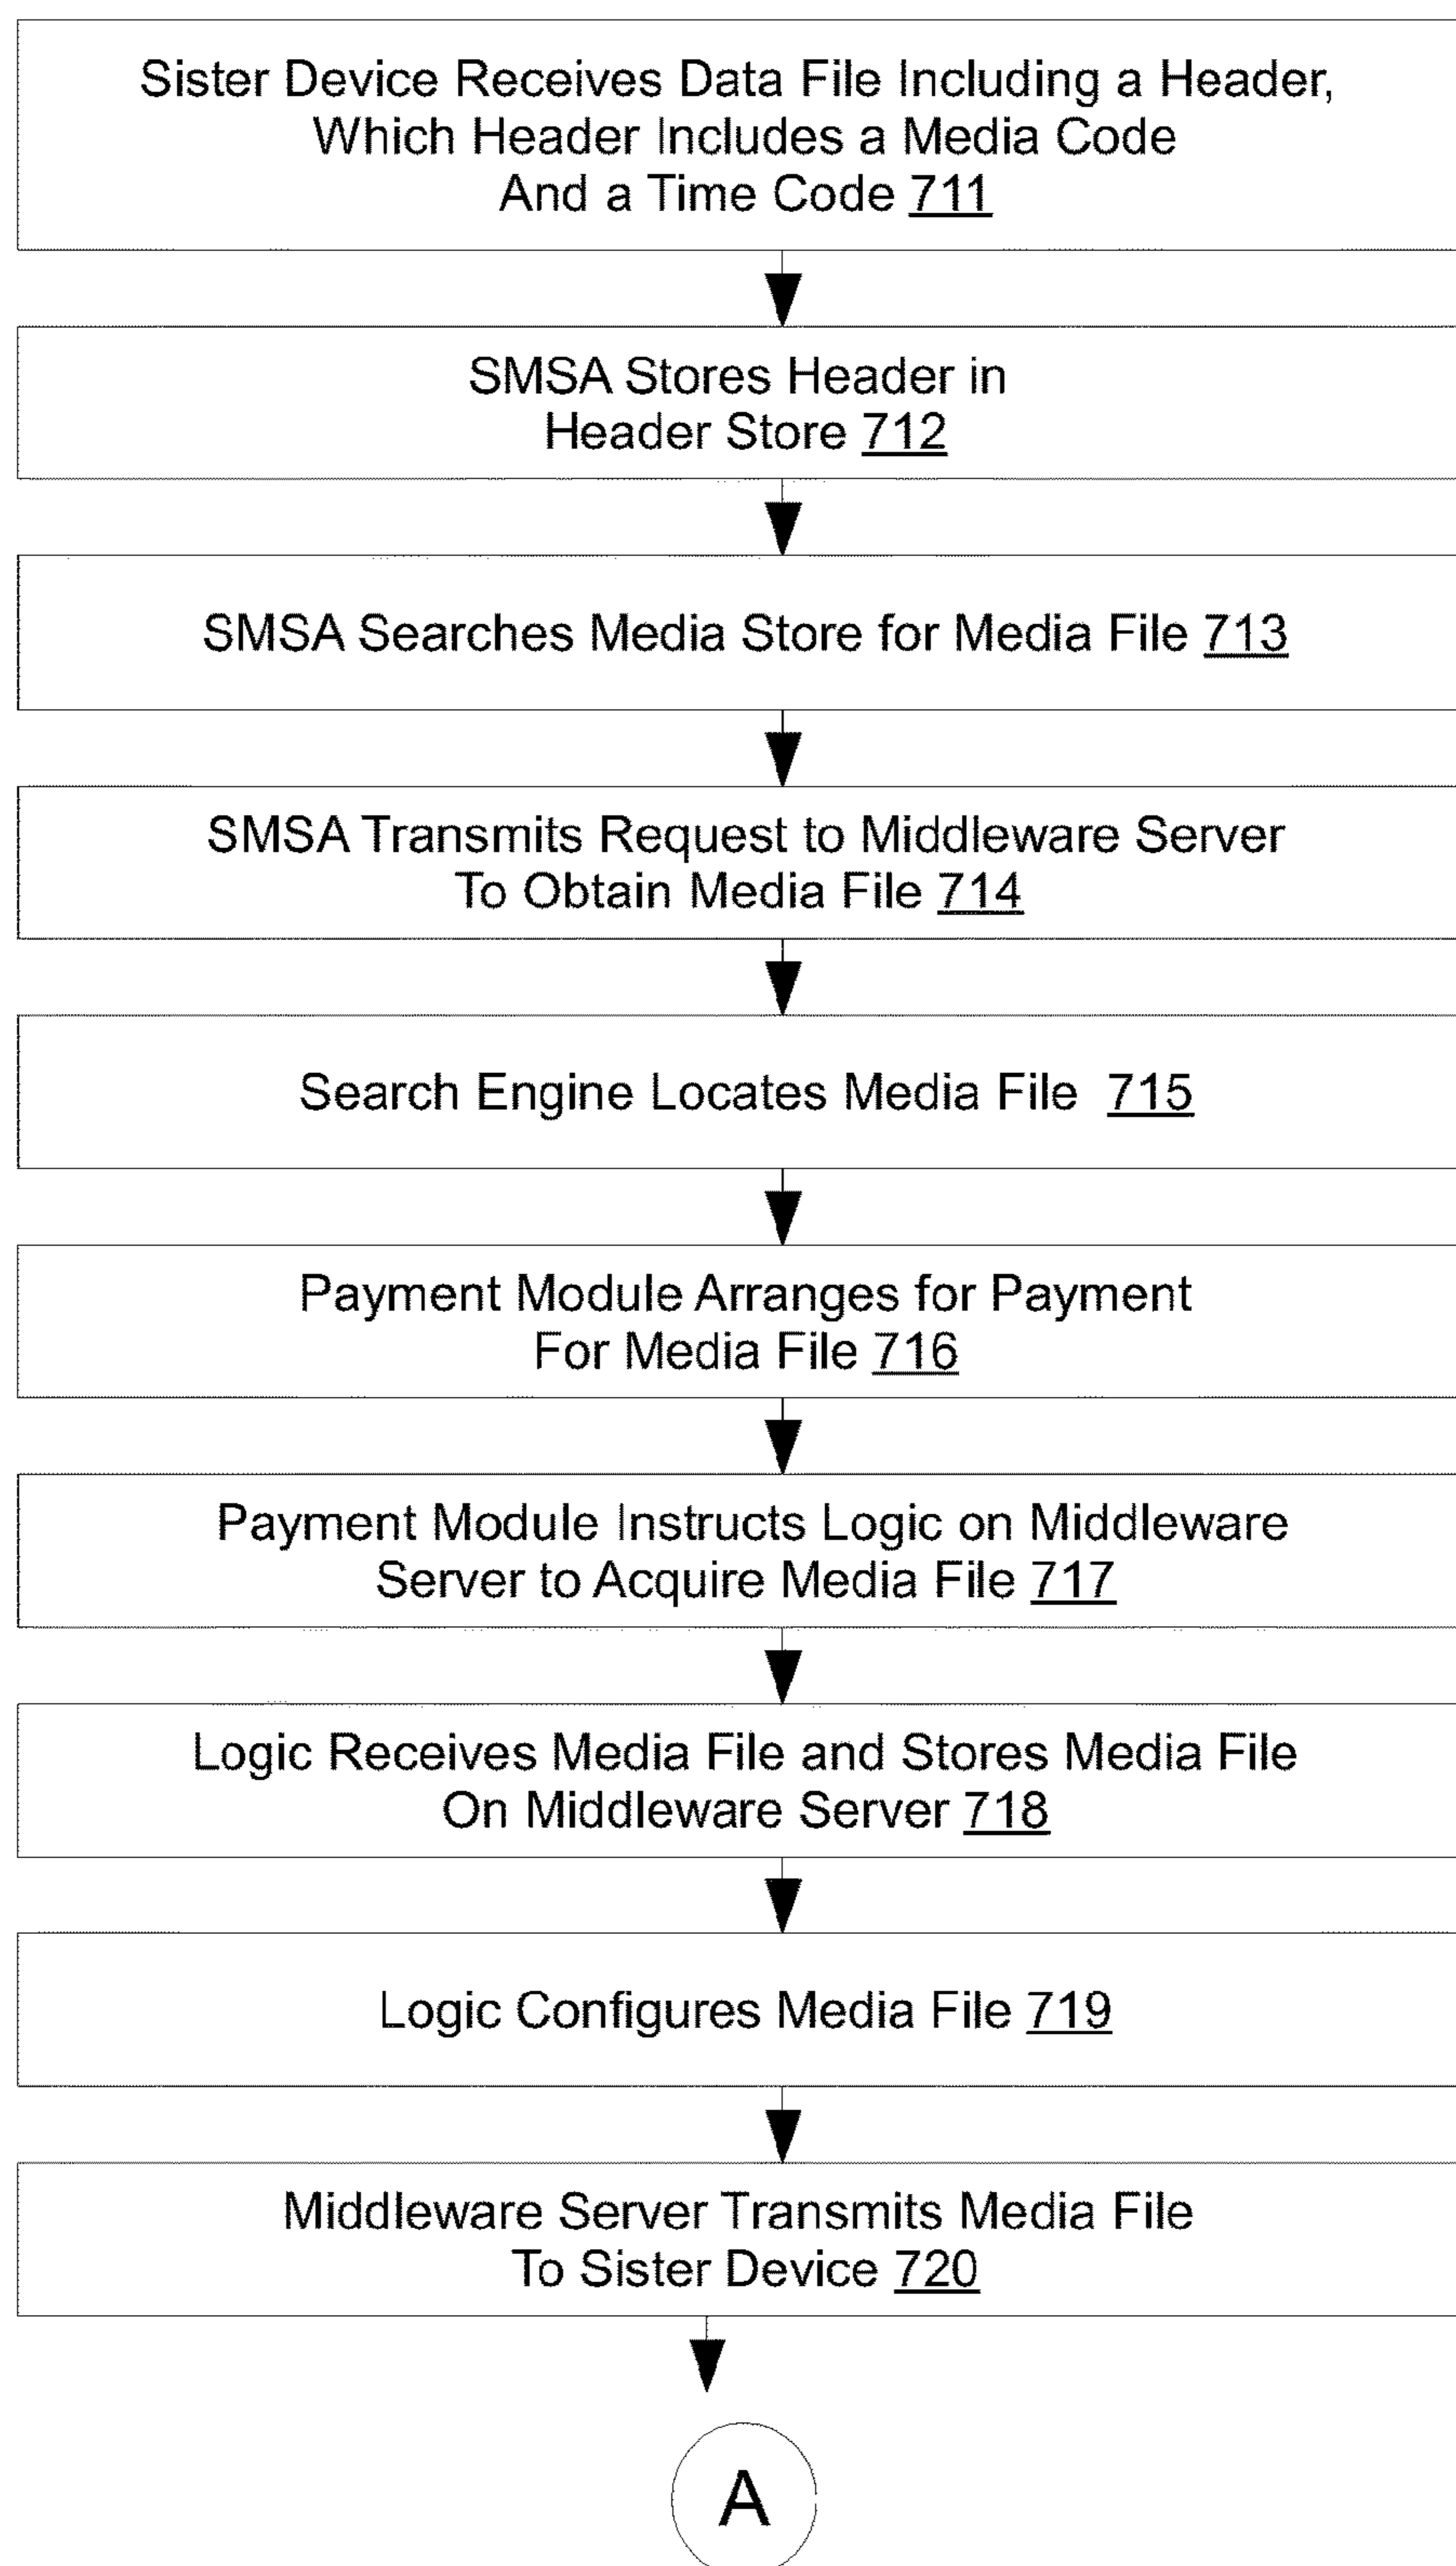 Sister Device Receives Data File Including a Header,
Which Header Includes a Media Code
And a Time Code 711
SMSA Stores Header in
Header Store 712
SMSA Searches Media Store for Media File 713
SMSA Transmits Request to Middleware Server
To Obtain Media File 714
Search Engine Locates Media File 715
Payment Module Arranges for Payment
For Media File 716
Payment Module Instructs Logic on Middleware
Server to Acquire Media File 717
Logic Receives Media File and Stores Media File
On Middleware Server 718
Logic Configures Media File 719
Middleware Server Transmits Media File
To Sister Device 720
A